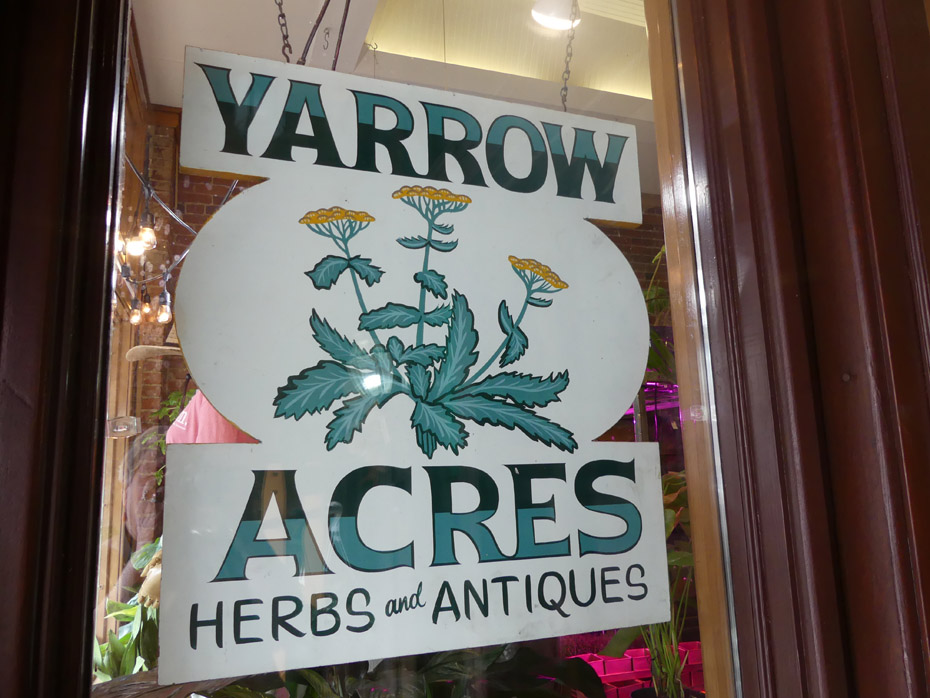 YARROW
ACRES
HERBS and ANTIQUES